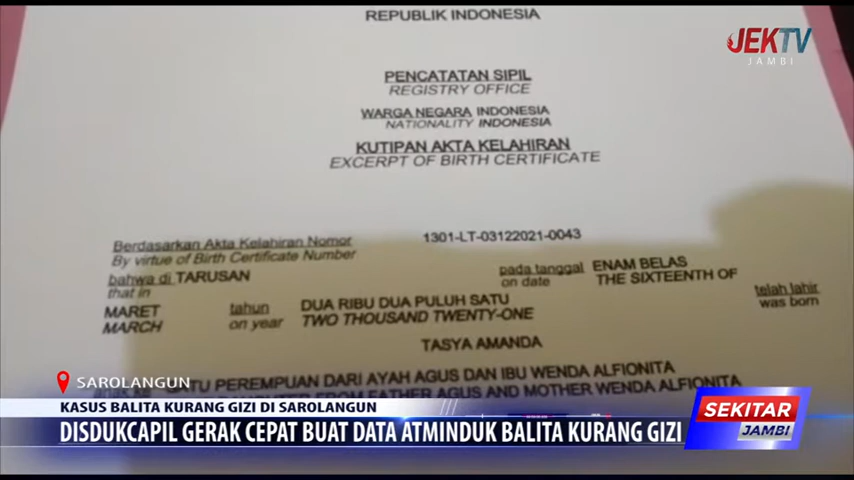 REPUBLIK INDONESIA
JEKTV
JAMBI
PENCATATAN SIPIL
REGISTRY OFFICE
WARGA NEGARA INDONESIA
NATIONALITY INDONESIA
KUTIPAN AKTA KELAHIRAN
EXCERPT OF BIRTH CERTIFICATE
Berdasarkan Akta Kelahiran Nomor 1301-LT-03122021-0043
By virtue of Birth Certificate Number
bahwa di TARUSAN pada tanggal ENAM BELAS
that in on date THE SIXTEENTH OF
MARET tahun DUA RIBU DUA PULUH SATU telah lahir
MARCH on year TWO THOUSAND TWENTY-ONE was born
TASYA AMANDA
SATU PEREMPUAN DARI AYAH AGUS DAN IBU WENDA ALFIONITA
FROM FATHER AGUS AND MOTHER WENDA ALFIONITA
SAROLANGUN
KASUS BALITA KURANG GIZI DI SAROLANGUN
DISDUKCAPIL GERAK CEPAT BUAT DATA ATMINDUK BALITA KURANG GIZI
SEKITAR
JAMBI